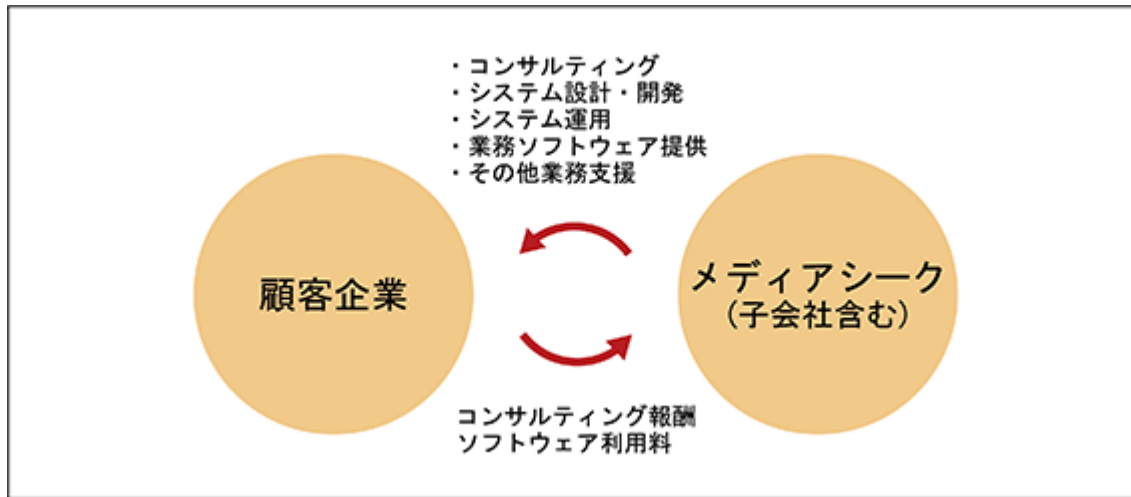 ・コンサルティング
・システム設計・開発
・システム運用
・業務ソフトウェア提供
・その他業務支援
顧客企業
メディアシーク
(子会社含む)
コンサルティング報酬
ソフトウェア利用料